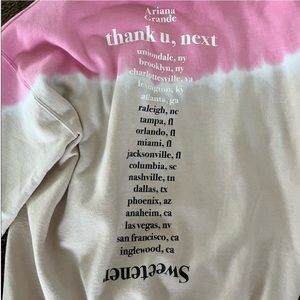 Ariana
Grande
thank u, next
uniondale, ny
brooklyn, ny
charlottesville, va
lexington, ky
atlanta, ga
raleigh, nc
tampa, fl
orlando, fl
miami, fl
jacksonville, fl
columbia, sc
nashville, tn
dallas, tx
phoenix, az
anaheim, ca
las vegas, nv
san francisco, ca
inglewood, ca
Sweetener